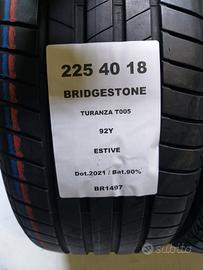 225 40 18
BRIDGESTONE
TURANZA T005
92Y
ESTIVE
Dot.2021 / Bat.90%
BR1497
subito